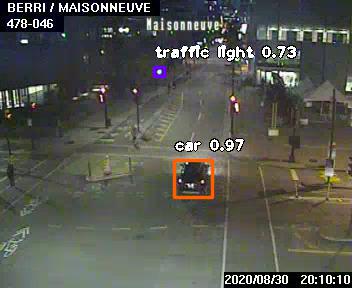 BERRI / MAISONNEUVE
478-046
Maisonneuve
traffic light 0.73
car 0.97
2020/08/30 20:10:10